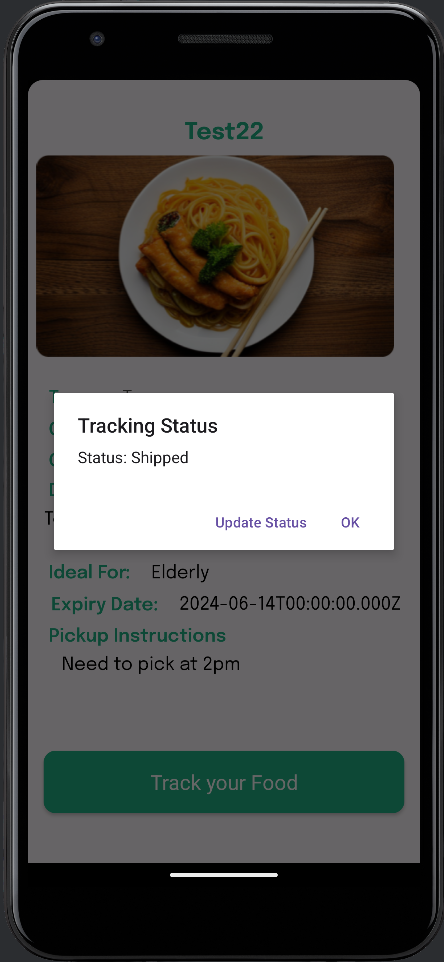 Test22
Tracking Status
Status: Shipped
Update Status OK
Ideal For: Elderly
Expiry Date: 2024-06-14T00:00:00.000Z
Pickup Instructions
Need to pick at 2pm
Track your Food